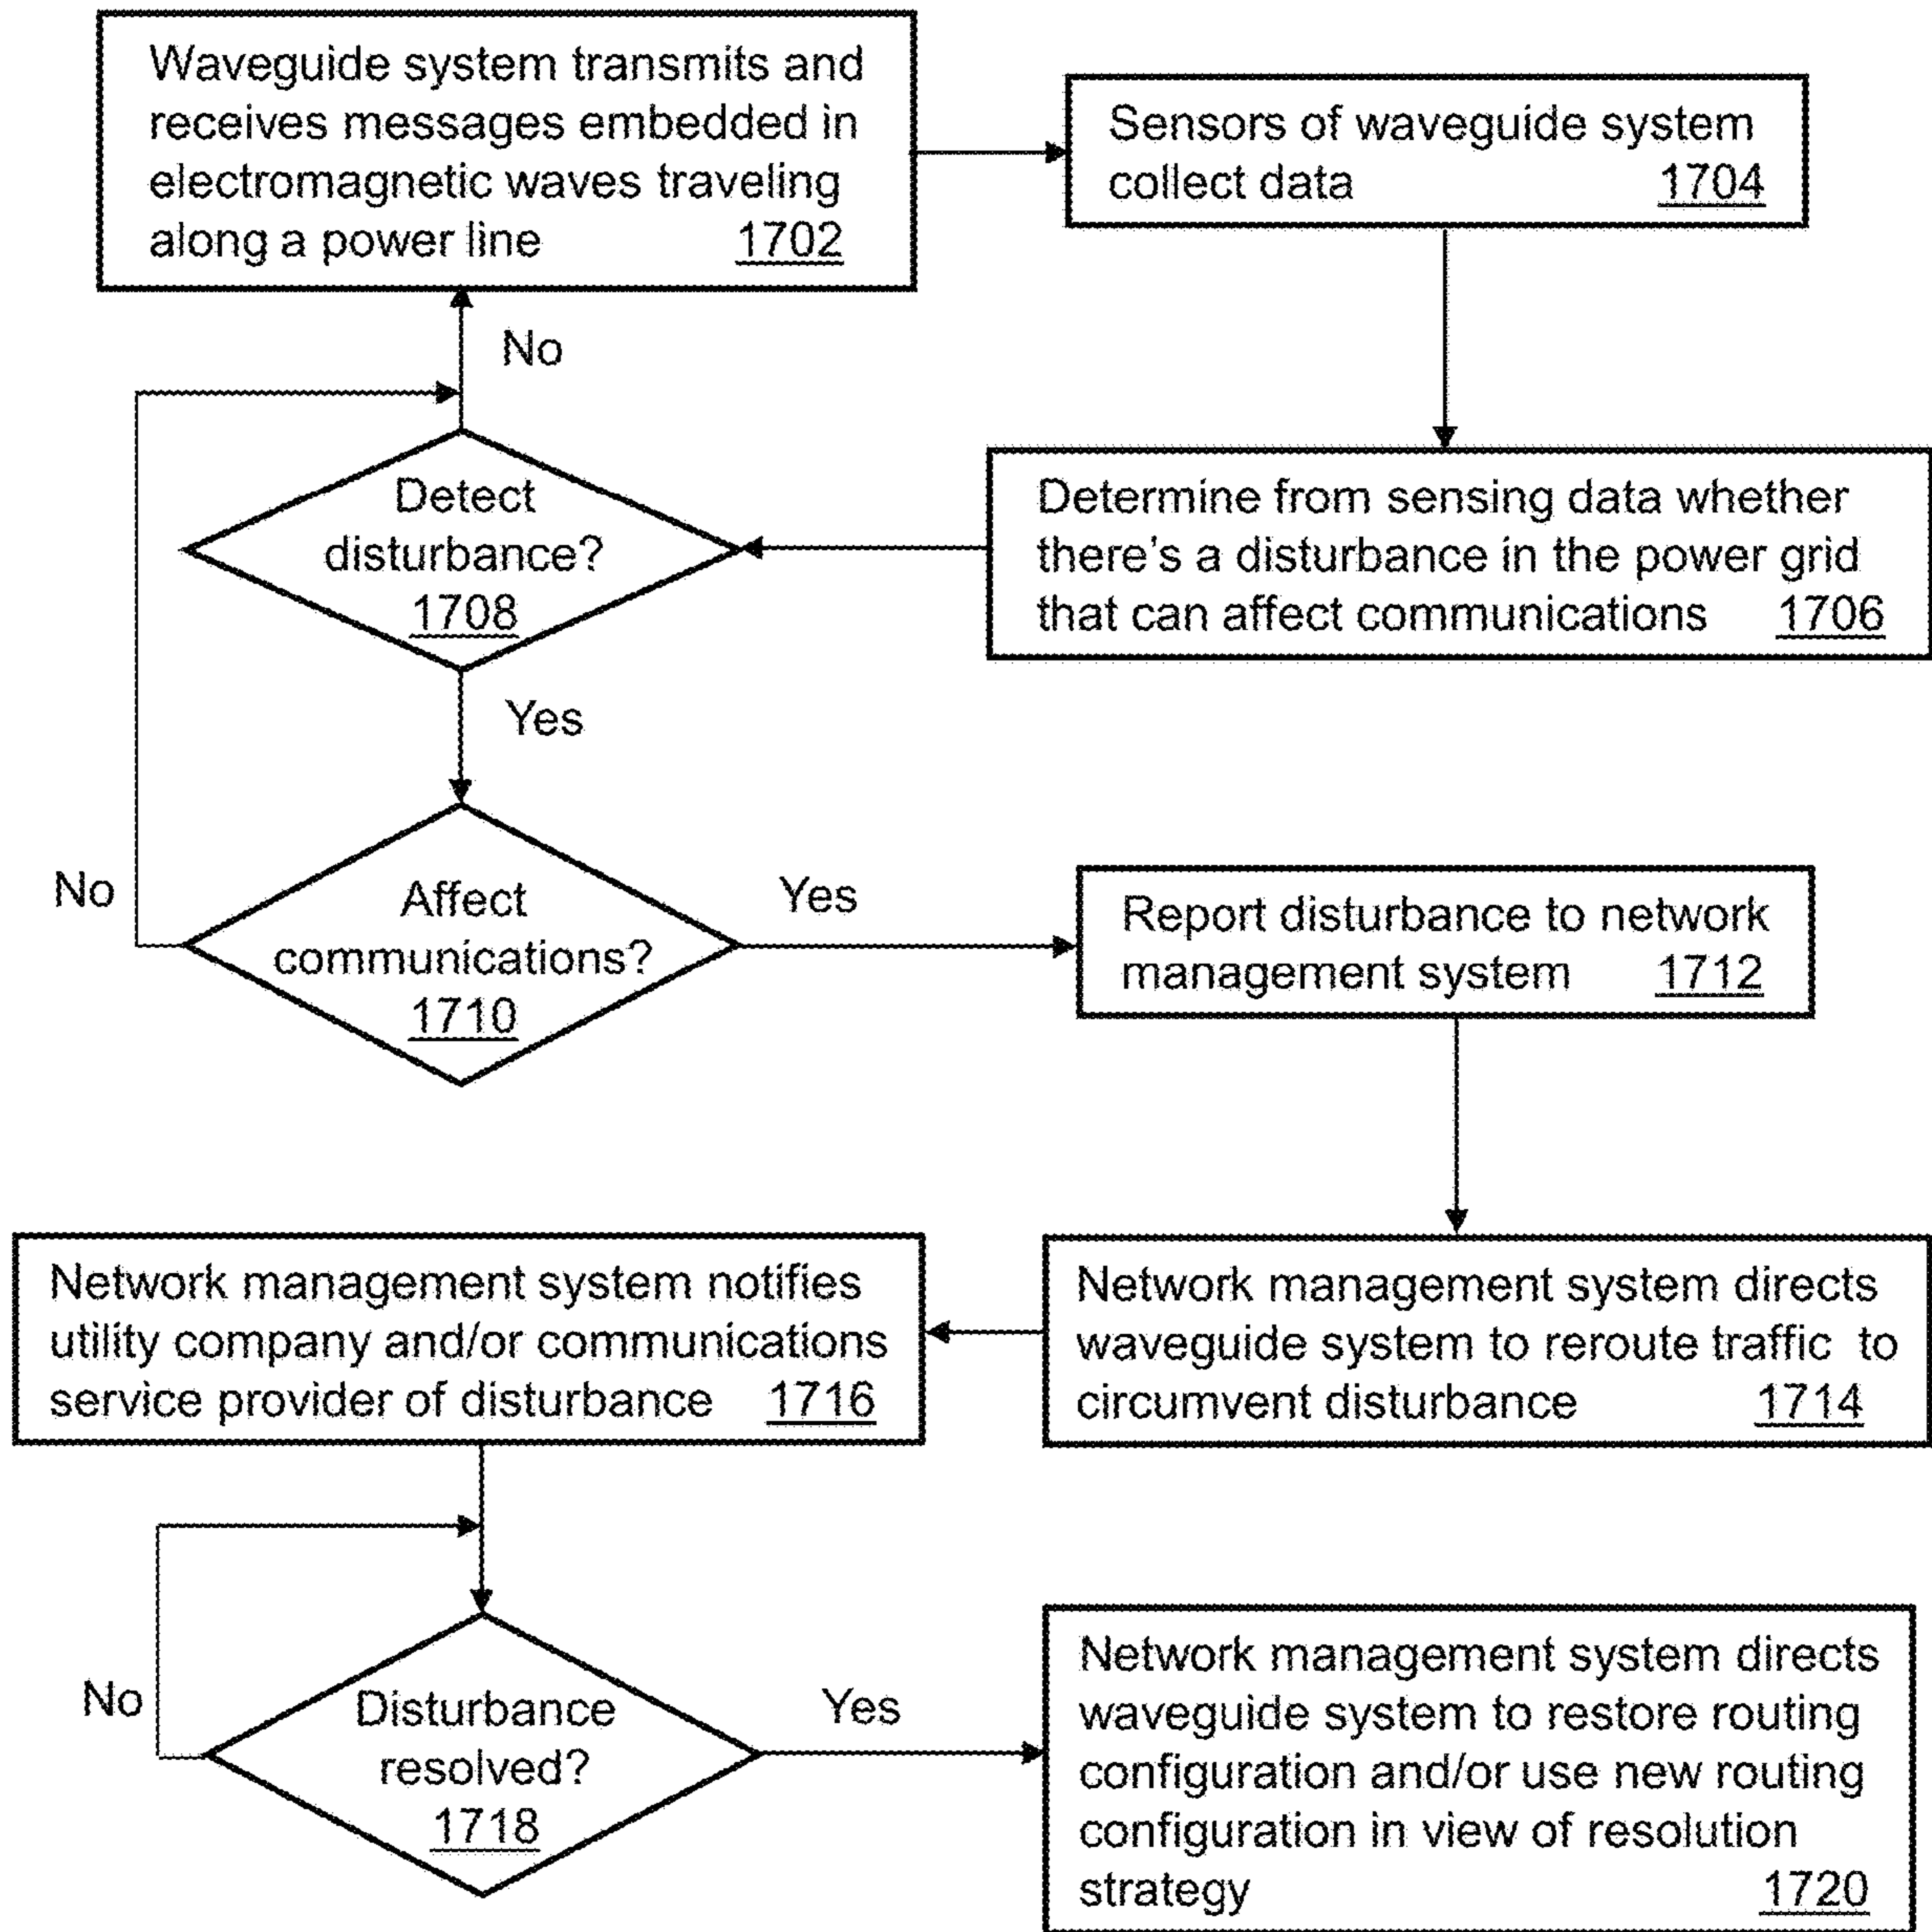 Waveguide system transmits and
receives messages embedded in
electromagnetic waves traveling
along a power line 1702
Sensors of waveguide system
collect data 1704
No
Detect
disturbance?
1708
Determine from sensing data whether
there's a disturbance in the power grid
that can affect communications 1706
Yes
No
Affect
communications?
1710
Yes
Report disturbance to network
management system 1712
Network management system notifies
utility company and/or communications
service provider of disturbance 1716
Network management system directs
waveguide system to reroute traffic to
circumvent disturbance 1714
No
Disturbance
resolved?
1718
Yes
Network management system directs
waveguide system to restore routing
configuration and/or use new routing
configuration in view of resolution
strategy 1720